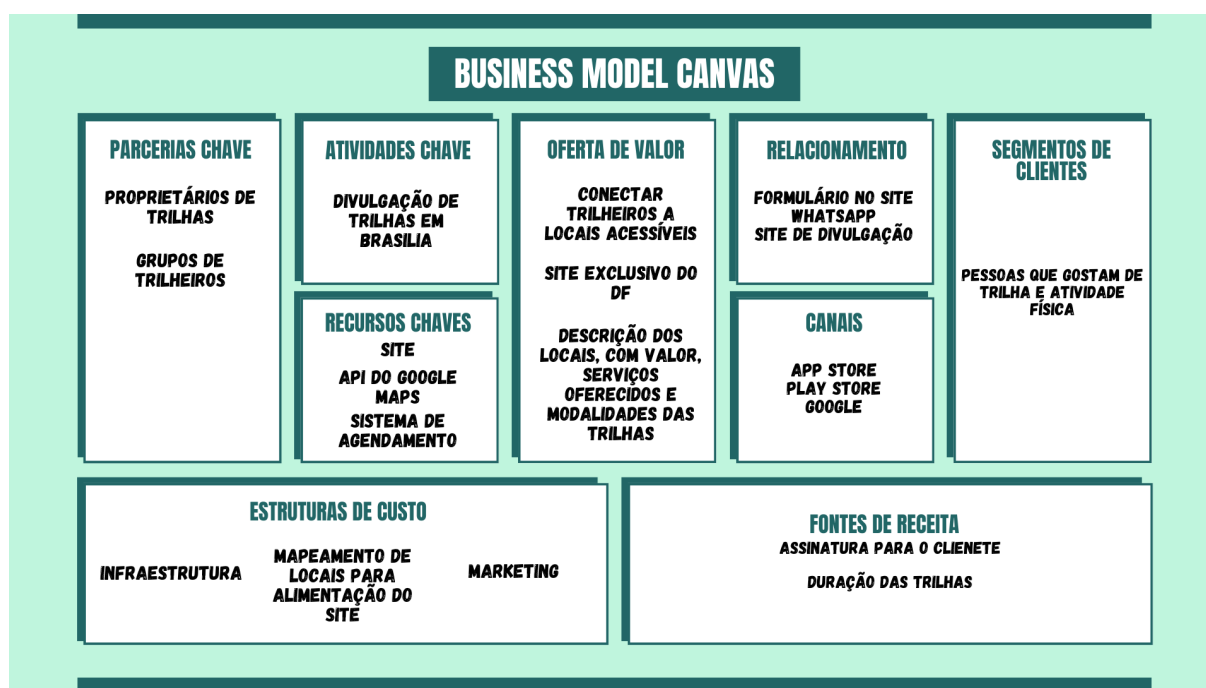 BUSINESS MODEL CANVAS
PARCERIAS CHAVE
PROPRIETÁRIOS DE
TRILHAS
GRUPOS DE
TRILHEIROS
ATIVIDADES CHAVE
DIVULGAÇÃO DE
TRILHAS EM
BRASILIA
RECURSOS CHAVES
SITE
API DO GOOGLE
MAPS
SISTEMA DE
AGENDAMENTO
OFERTA DE VALOR
CONECTAR
TRILHEIROS A
LOCAIS ACESSÍVEIS
SITE EXCLUSIVO DO
DF
DESCRIÇÃO DOS
LOCAIS, COM VALOR,
SERVIÇOS
OFERECIDOS E
MODALIDADES DAS
TRILHAS
RELACIONAMENTO
FORMULÁRIO NO SITE
WHATSAPP
SITE DE DIVULGAÇÃO
CANAIS
APP STORE
PLAY STORE
GOOGLE
SEGMENTOS DE
CLIENTES
PESSOAS QUE GOSTAM DE
TRILHA E ATIVIDADE
FÍSICA
ESTRUTURAS DE CUSTO
INFRAESTRUTURA
MAPEAMENTO DE
LOCAIS PARA
ALIMENTAÇÃO DO
SITE
MARKETING
FONTES DE RECEITA
ASSINATURA PARA O CLIENETE
DURAÇÃO DAS TRILHAS